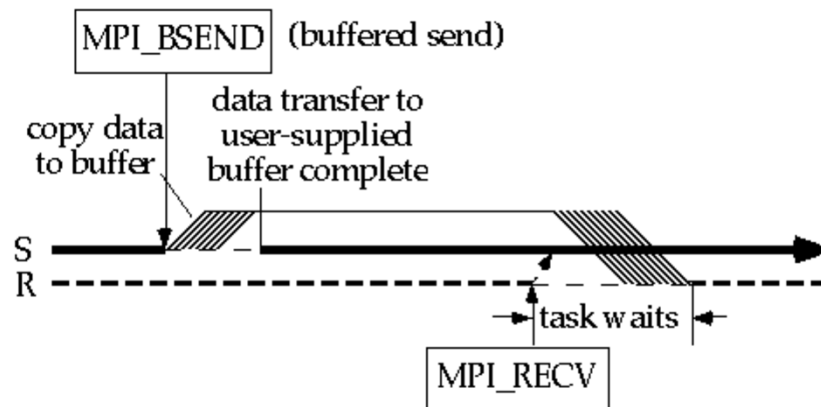 MPI_BSEND (buffered send)
copy data
to buffer
data transfer to
user-supplied
buffer complete
S
R
task waits
MPI_RECV